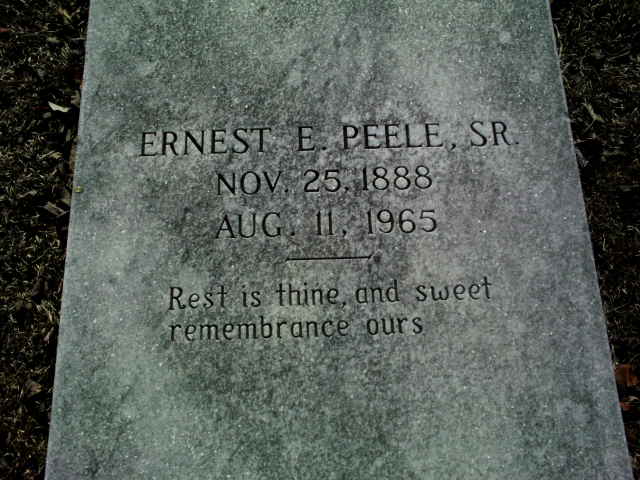 ERNEST E. PEELE, SR.
NOV. 25, 1888
AUG. 11, 1965
Rest is thine, and sweet
remembrance ours